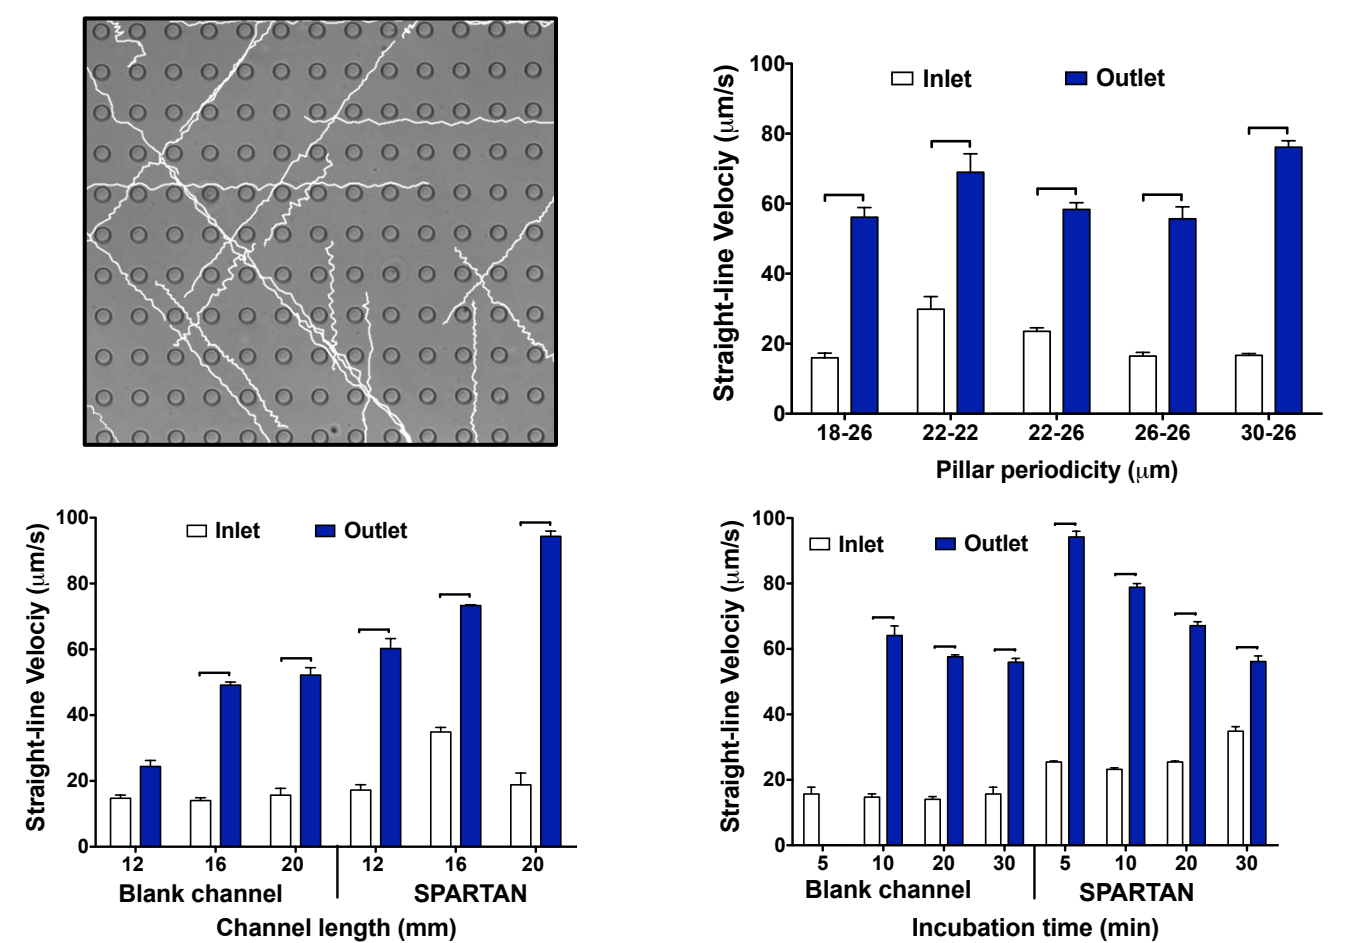 100
80
60
40
20
0
Straight-line Velociy (μm/s)
Inlet
Outlet
18-26
22-22
22-26
26-26
30-26
Pillar periodicity (μm)
100
80
60
40
20
0
Straight-line Velociy (μm/s)
Inlet
Outlet
12
16
20
12
16
20
Blank channel
SPARTAN
Channel length (mm)
100
80
60
40
20
0
Straight-line Velociy (μm/s)
Inlet
Outlet
5
10
20
30
5
10
20
30
Blank channel
SPARTAN
Incubation time (min)